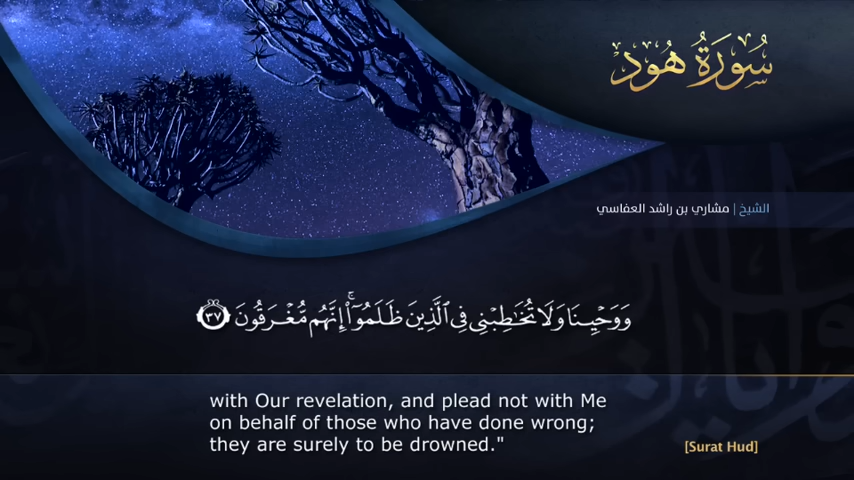 سُورَةُ هُود
الشيخ | مشاري بن راشد العفاسي
وَوَحْيِنَا وَلَا تُخَٰطِبْنِى فِى ٱلَّذِينَ ظَلَمُوٓا۟ ۚ إِنَّهُم مُّغْرَقُونَ ٣٧
with Our revelation, and plead not with Me
on behalf of those who have done wrong;
they are surely to be drowned."
[Surat Hud]